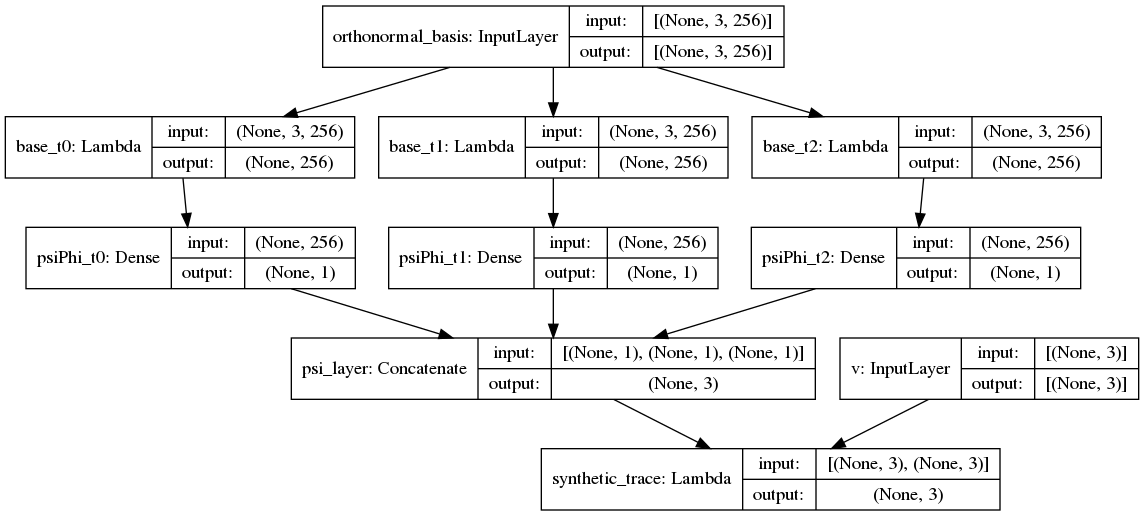 orthonormal_basis: InputLayer
input: [(None, 3, 256)]
output: [(None, 3, 256)]
base_t0: Lambda
input: (None, 3, 256)
output: (None, 256)
base_t1: Lambda
input: (None, 3, 256)
output: (None, 256)
base_t2: Lambda
input: (None, 3, 256)
output: (None, 256)
psiPhi_t0: Dense
input: (None, 256)
output: (None, 1)
psiPhi_t1: Dense
input: (None, 256)
output: (None, 1)
psiPhi_t2: Dense
input: (None, 256)
output: (None, 1)
psi_layer: Concatenate
input: [(None, 1), (None, 1), (None, 1)]
output: (None, 3)
v: InputLayer
input: [(None, 3)]
output: [(None, 3)]
synthetic_trace: Lambda
input: [(None, 3), (None, 3)]
output: (None, 3)